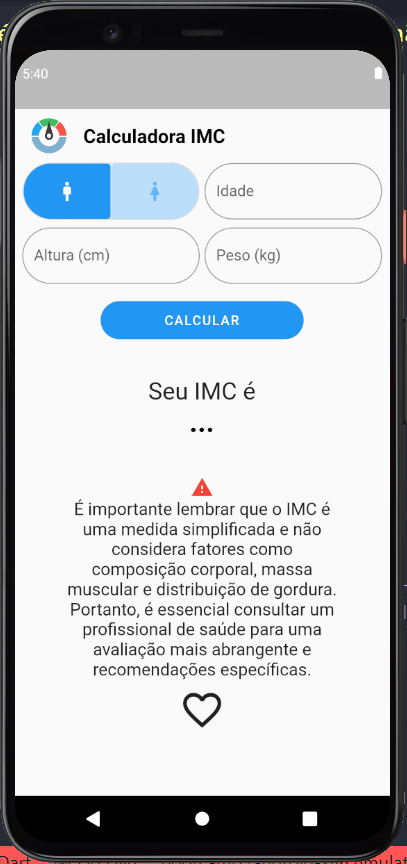 5:40
Calculadora IMC
Idade
Altura (cm)
Peso (kg)
CALCULAR
Seu IMC é
...
É importante lembrar que o IMC é
uma medida simplificada e não
considera fatores como
composição corporal, massa
muscular e distribuição de gordura.
Portanto, é essencial consultar um
profissional de saúde para uma
avaliação mais abrangente e
recomendações específicas.